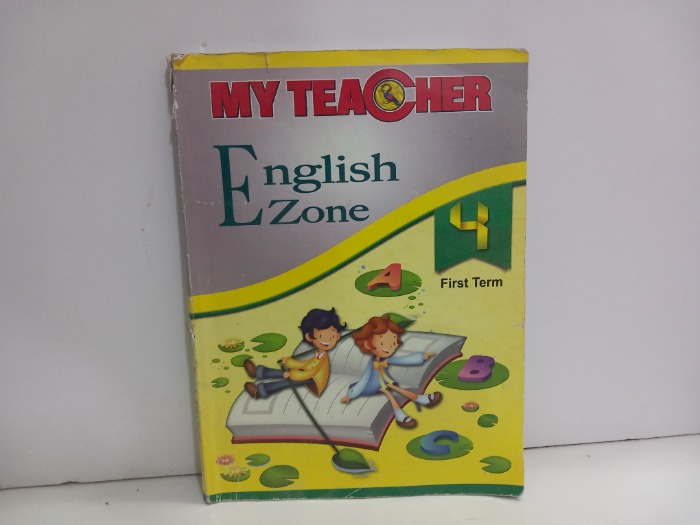 MY TEACHER
English
Zone
4
First Term
A
B
C